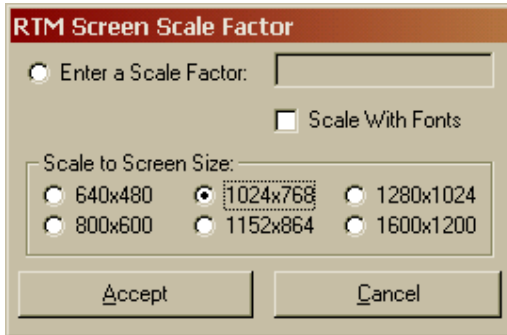 RTM Screen Scale Factor
Enter a Scale Factor:
Scale With Fonts
Scale to Screen Size:
640x480 1024x768 1280x1024
800x600 1152x864 1600x1200
Accept Cancel